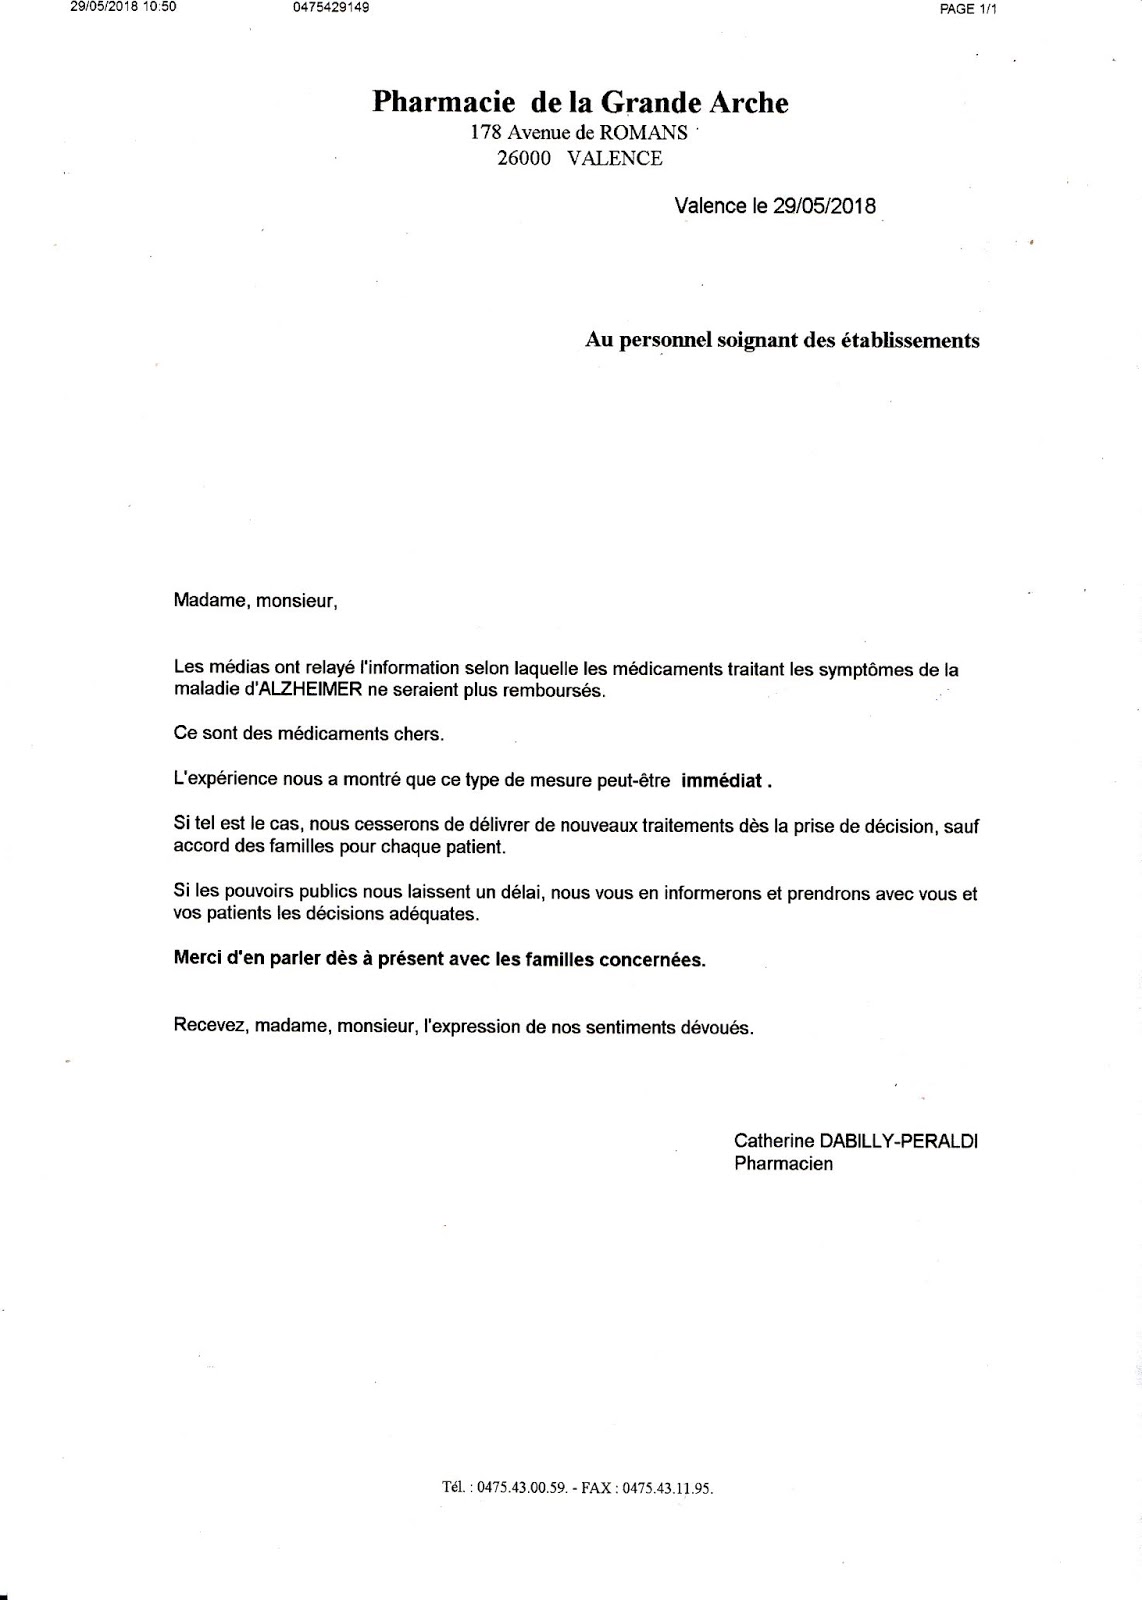 29/05/2018 10:50 0475429149 PAGE 1/1
Pharmacie de la Grande Arche
178 Avenue de ROMANS
26000 VALENCE
Valence le 29/05/2018
Au personnel soignant des établissements
Madame, monsieur,
Les médias ont relayé l'information selon laquelle les médicaments traitant les symptômes de la
maladie d'ALZHEIMER ne seraient plus remboursés.
Ce sont des médicaments chers.
L'expérience nous a montré que ce type de mesure peut-être immédiat .
Si tel est le cas, nous cesserons de délivrer de nouveaux traitements dès la prise de décision, sauf
accord des familles pour chaque patient.
Si les pouvoirs publics nous laissent un délai, nous vous en informerons et prendrons avec vous et
vos patients les décisions adéquates.
Merci d'en parler dès à présent avec les familles concernées.
Recevez, madame, monsieur, l'expression de nos sentiments dévoués.
Catherine DABILLY-PERALDI
Pharmacien
Tél. : 0475.43.00.59. - FAX : 0475.43.11.95.